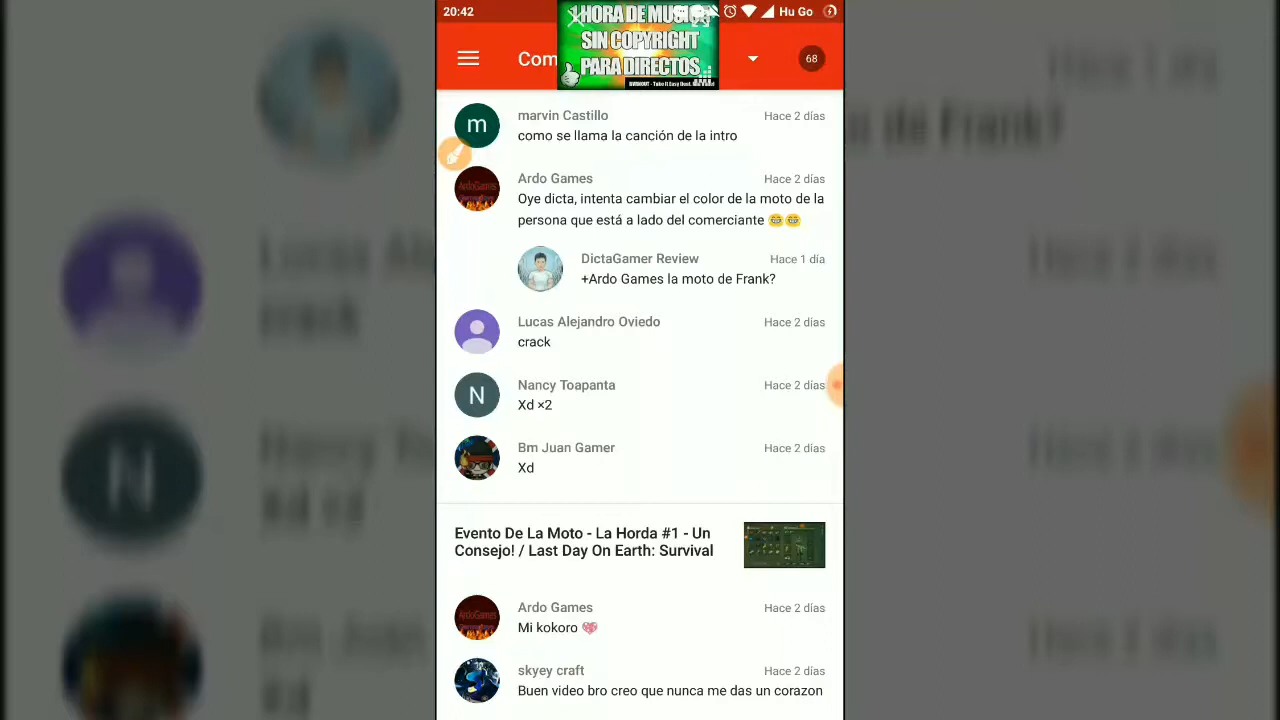 20:42
Hu Go
1 HORA DE MUSICA
SIN COPYRIGHT
PARA DIRECTOS
Com
68
m
marvin Castillo
Hace 2 días
como se llama la canción de la intro
Ardo Games
Hace 2 días
Oye dicta, intenta cambiar el color de la moto de la
persona que está a lado del comerciante 😂😂
DictaGamer Review
Hace 1 día
+Ardo Games la moto de Frank?
Lucas Alejandro Oviedo
Hace 2 días
crack
N
Nancy Toapanta
Hace 2 días
Xd ×2
Bm Juan Gamer
Hace 2 días
Xd
Evento De La Moto - La Horda #1 - Un
Consejo! / Last Day On Earth: Survival
Ardo Games
Hace 2 días
Mi kokoro 💖
skyey craft
Hace 2 días
Buen video bro creo que nunca me das un corazon